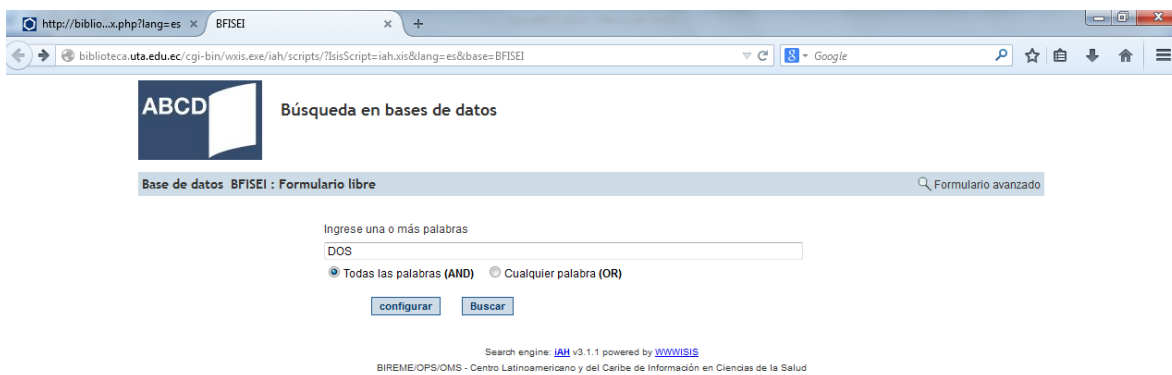 http://biblio...x.php?lang=es
BFISEI
biblioteca.uta.edu.ec/cgi-bin/wxis.exe/iah/scripts/?IsisScript=iah.xis&lang=es&base=BFISEI
Google
ABCD
Búsqueda en bases de datos
Base de datos BFISEI : Formulario libre
Formulario avanzado
Ingrese una o más palabras
DOS
Todas las palabras (AND) Cualquier palabra (OR)
configurar Buscar
Search engine: iAH v3.1.1 powered by WWWISIS
BIREME/OPS/OMS - Centro Latinoamericano y del Caribe de Información en Ciencias de la Salud